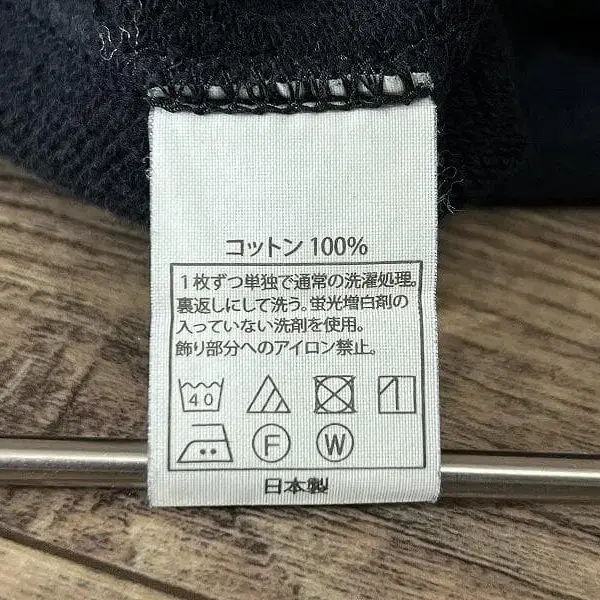 コットン 100%
1枚ずつ単独で通常の洗濯処理。
裏返しにして洗う。蛍光増白剤の
入っていない洗剤を使用。
飾り部分へのアイロン禁止。
40
F W
日本製